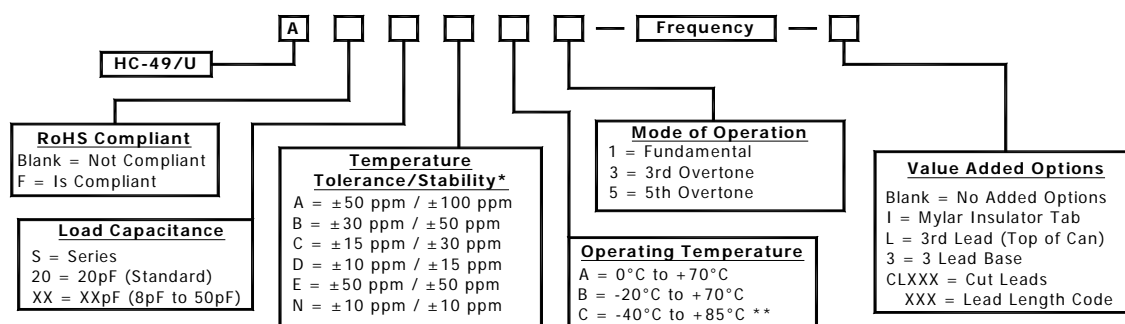 A — Frequency —
HC-49/U
RoHS Compliant
Blank = Not Compliant
F = Is Compliant
Load Capacitance
S = Series
20 = 20pF (Standard)
XX = XXpF (8pF to 50pF)
Temperature
Tolerance/Stability*
A = ±50 ppm / ±100 ppm
B = ±30 ppm / ±50 ppm
C = ±15 ppm / ±30 ppm
D = ±10 ppm / ±15 ppm
E = ±50 ppm / ±50 ppm
N = ±10 ppm / ±10 ppm
Operating Temperature
A = 0°C to +70°C
B = -20°C to +70°C
C = -40°C to +85°C **
Mode of Operation
1 = Fundamental
3 = 3rd Overtone
5 = 5th Overtone
Value Added Options
Blank = No Added Options
I = Mylar Insulator Tab
L = 3rd Lead (Top of Can)
3 = 3 Lead Base
CLXXX = Cut Leads
XXX = Lead Length Code